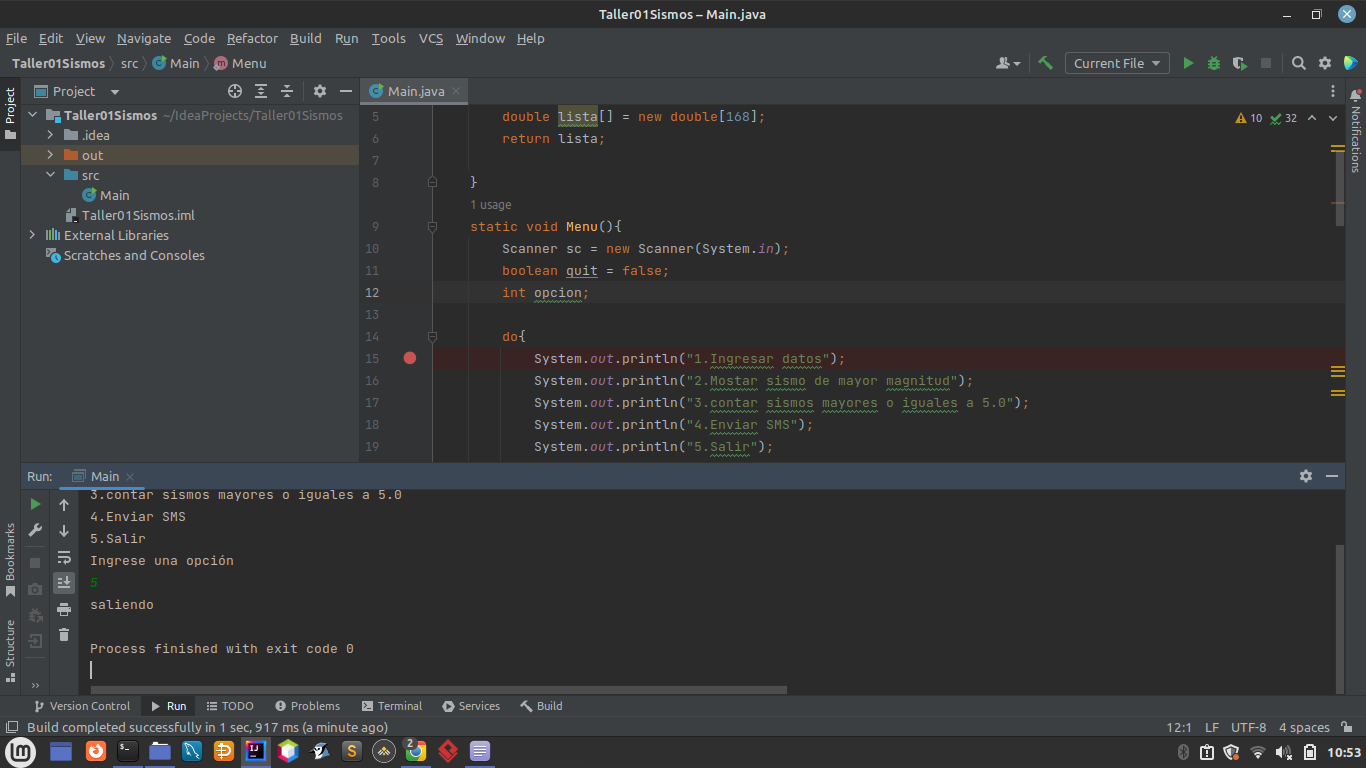 Taller01Sismos – Main.java
File Edit View Navigate Code Refactor Build Run Tools VCS Window Help
Taller01Sismos src Main m Menu Current File
Project
Project
Main.java
Notifications
Taller01Sismos ~/IdeaProjects/Taller01Sismos
.idea
out
src
Main
Taller01Sismos.iml
External Libraries
Scratches and Consoles
10 32
5 double lista[] = new double[168];
6 return lista;
7
8 }
1 usage
9 static void Menu(){
10 Scanner sc = new Scanner(System.in);
11 boolean quit = false;
12 int opcion;
13
14 do{
15 System.out.println("1.Ingresar datos");
16 System.out.println("2.Mostar sismo de mayor magnitud");
17 System.out.println("3.contar sismos mayores o iguales a 5.0");
18 System.out.println("4.Enviar SMS");
19 System.out.println("5.Salir");
Run: Main
3.contar sismos mayores o iguales a 5.0
4.Enviar SMS
5.Salir
Ingrese una opción
5
saliendo
Process finished with exit code 0
Bookmarks
Structure
Version Control Run TODO Problems Terminal Services Build
Build completed successfully in 1 sec, 917 ms (a minute ago) 12:1 LF UTF-8 4 spaces
IJ S 2 10:53